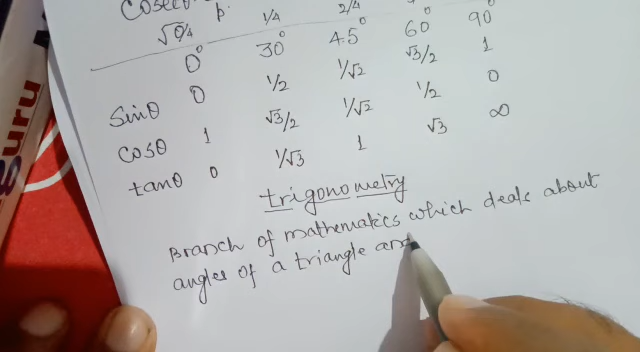 Cosec
√0/4 p. 1/4 2/4
0° 30° 45° 60° 90°
sinθ 0 1/2 1/√2 √3/2 1
cosθ 1 √3/2 1/√2 1/2 0
tanθ 0 1/√3 1 √3 ∞
trigonometry
Branch of mathematics which deals about
angles of a triangle and
uru